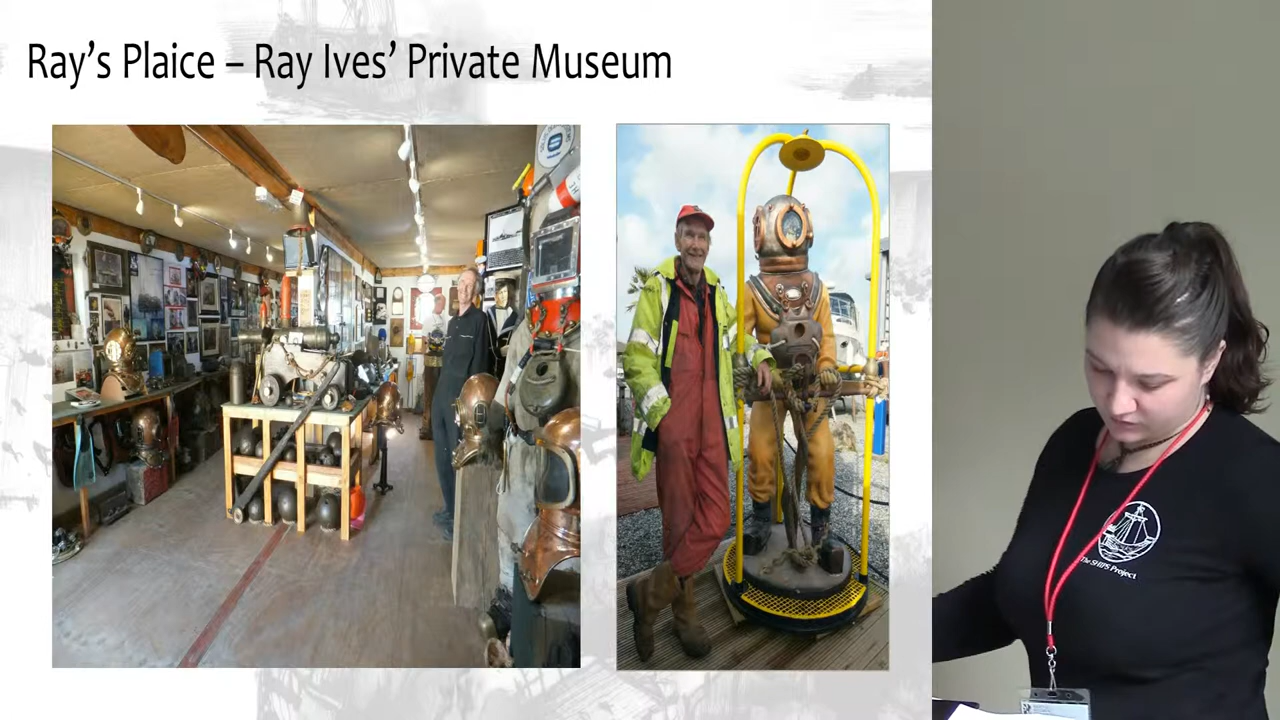 Ray's Plaice – Ray Ives' Private Museum
The SHIPS Project